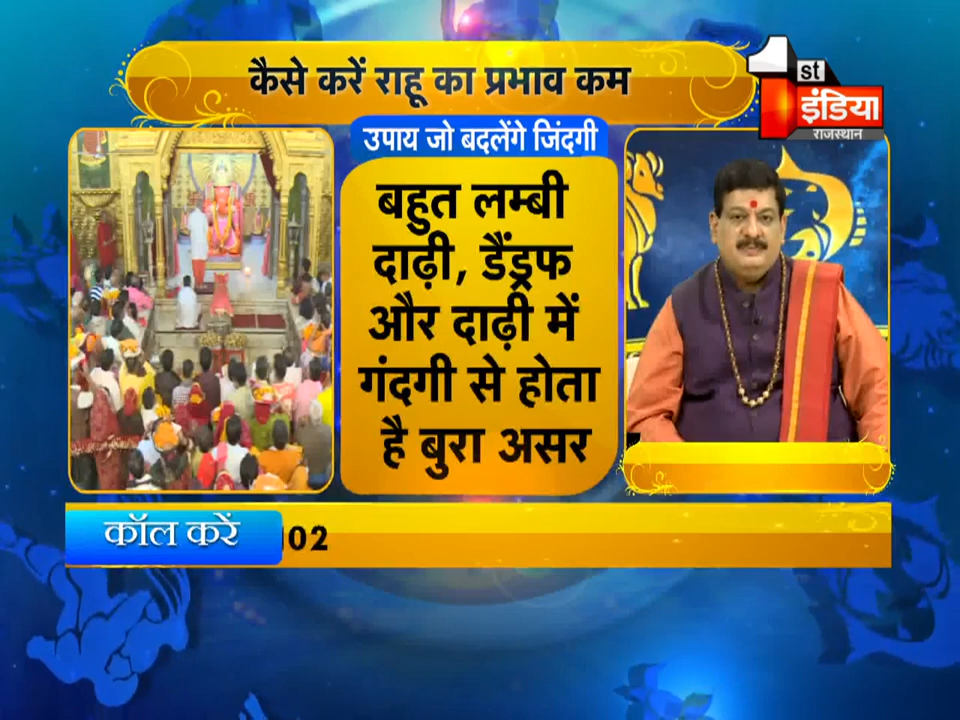 कैसे करें राहू का प्रभाव कम
1st
इंडिया
राजस्थान
उपाय जो बदलेंगे जिंदगी
बहुत लम्बी
दाढ़ी, डैंड्रफ
और दाढ़ी में
गंदगी से होता
है बुरा असर
कॉल करें
02